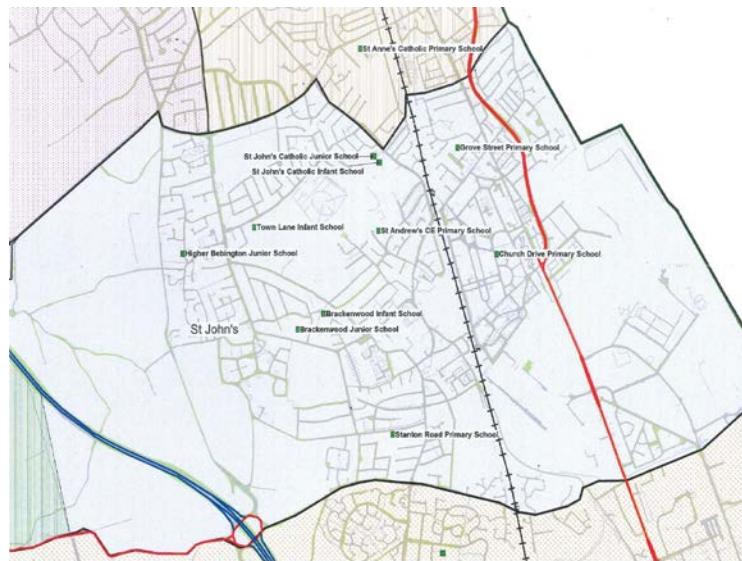 St Anne's Catholic Primary School
Grove Street Primary School
St John's Catholic Junior School
St John's Catholic Infant School
Town Lane Infant School
St Andrew's CE Primary School
Higher Bebington Junior School
Church Drive Primary School
Brackenwood Infant School
St John's
Brackenwood Junior School
Stanton Road Primary School